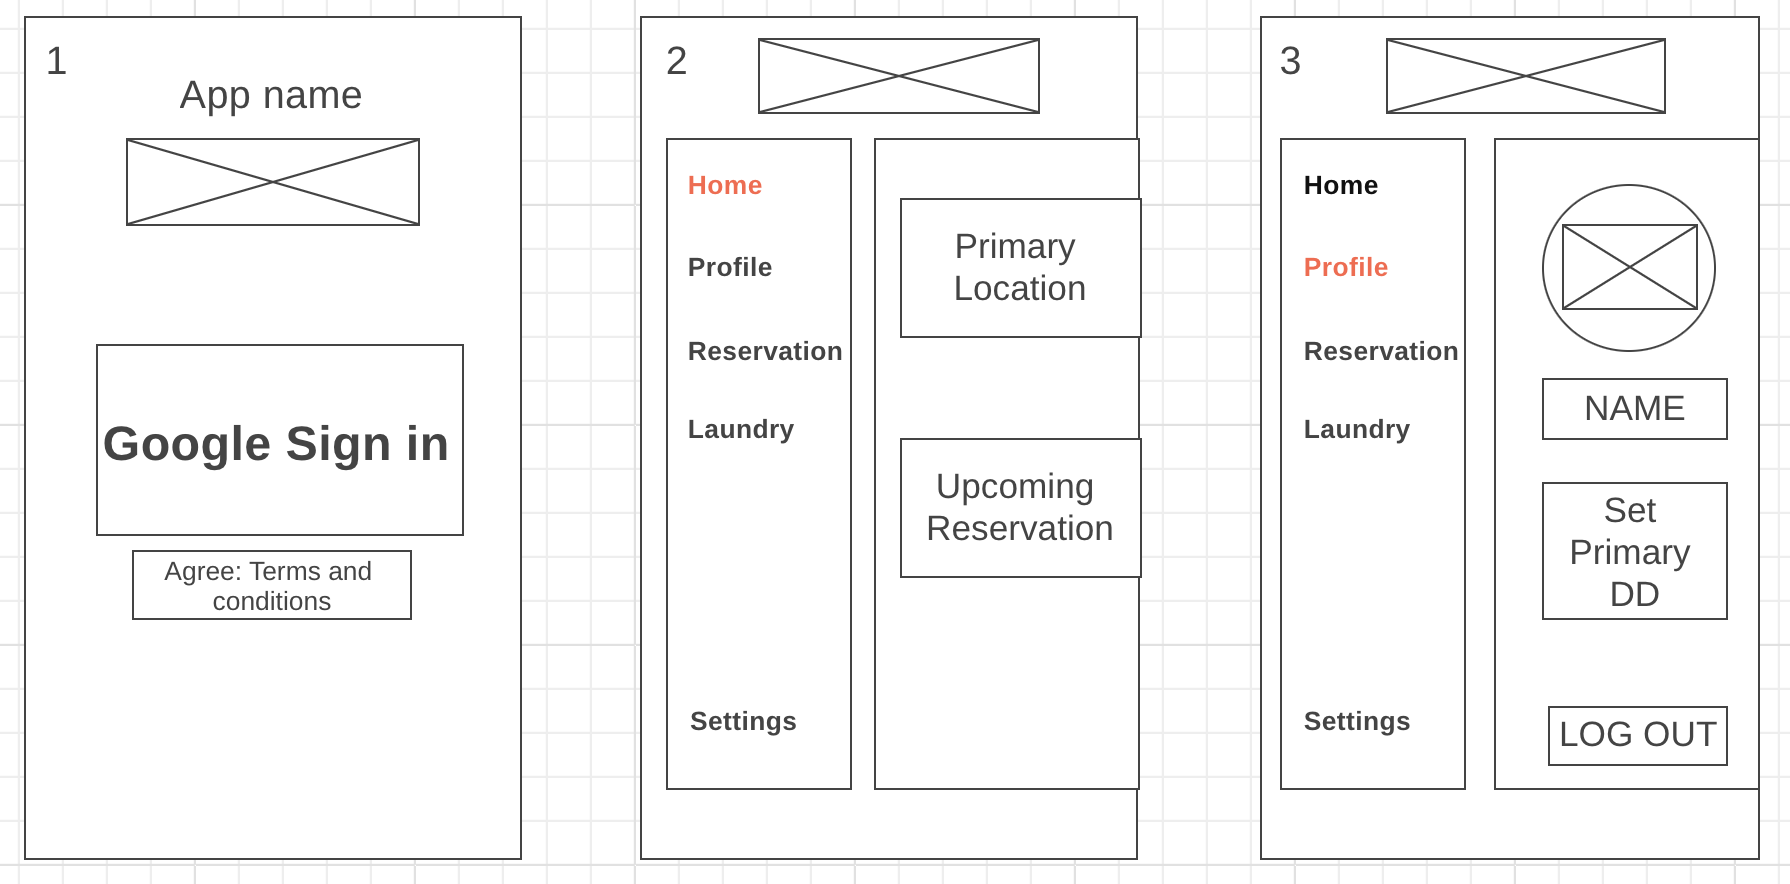 1
App name
Google Sign in
Agree: Terms and
conditions
2
Home
Profile
Reservation
Laundry
Settings
Primary
Location
Upcoming
Reservation
3
Home
Profile
Reservation
Laundry
Settings
NAME
Set
Primary
DD
LOG OUT